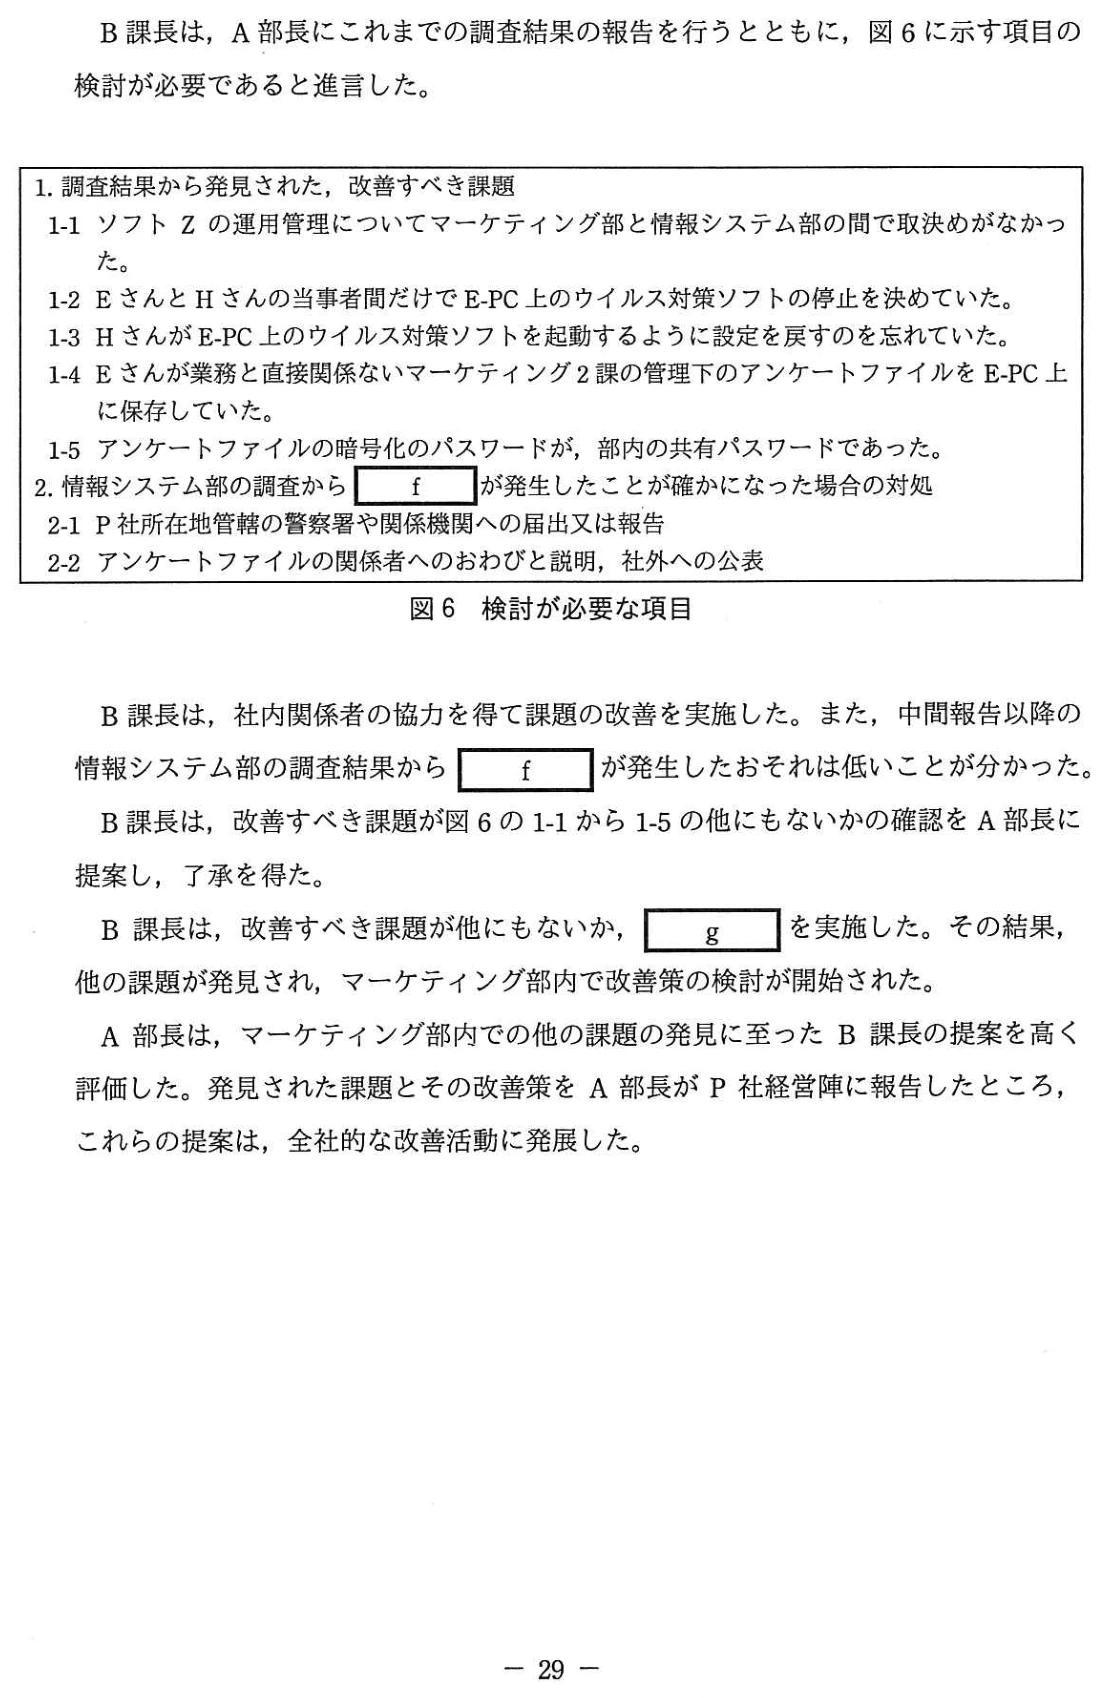 B 課長は，A 部長にこれまでの調査結果の報告を行うとともに，図 6 に示す項目の
検討が必要であると進言した。
1. 調査結果から発見された，改善すべき課題
1-1 ソフト Z の運用管理についてマーケティング部と情報システム部の間で取決めがなかっ
た。
1-2 E さんと H さんの当事者間だけで E-PC 上のウイルス対策ソフトの停止を決めていた。
1-3 H さんが E-PC 上のウイルス対策ソフトを起動するように設定を戻すのを忘れていた。
1-4 E さんが業務と直接関係ないマーケティング 2 課の管理下のアンケートファイルを E-PC 上
に保存していた。
1-5 アンケートファイルの暗号化のパスワードが，部内の共有パスワードであった。
2. 情報システム部の調査から f が発生したことが確かになった場合の対処
2-1 P 社所在地管轄の警察署や関係機関への届出又は報告
2-2 アンケートファイルの関係者へのおわびと説明，社外への公表
図 6 検討が必要な項目
B 課長は，社内関係者の協力を得て課題の改善を実施した。また，中間報告以降の
情報システム部の調査結果から f が発生したおそれは低いことが分かった。
B 課長は，改善すべき課題が図 6 の 1-1 から 1-5 の他にもないかの確認を A 部長に
提案し，了承を得た。
B 課長は，改善すべき課題が他にもないか， g を実施した。その結果，
他の課題が発見され，マーケティング部内で改善策の検討が開始された。
A 部長は，マーケティング部内での他の課題の発見に至った B 課長の提案を高く
評価した。発見された課題とその改善策を A 部長が P 社経営陣に報告したところ，
これらの提案は，全社的な改善活動に発展した。
－ 29 －